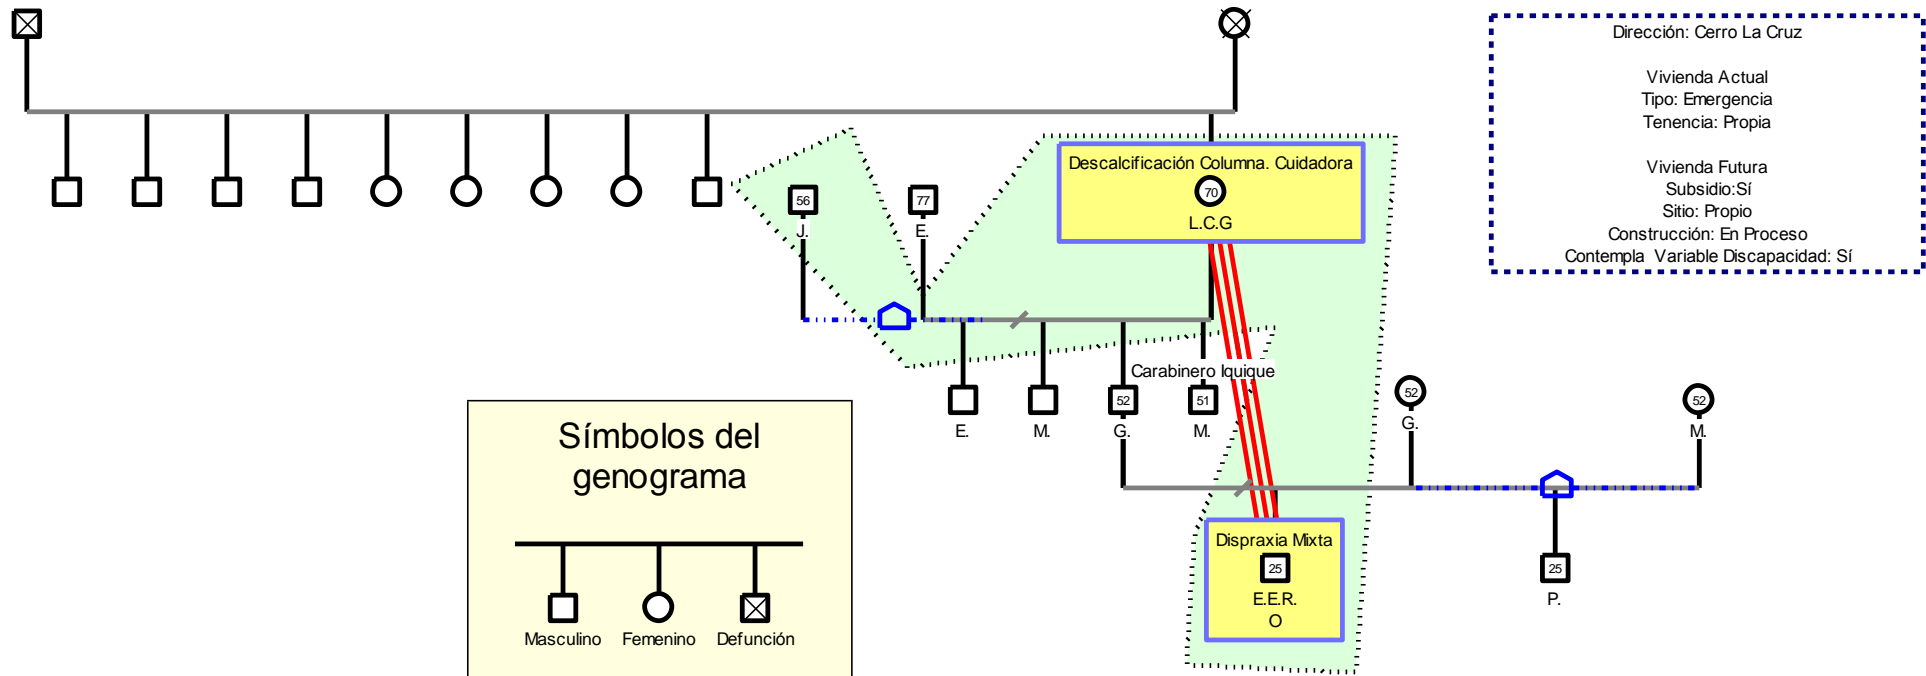 Dirección: Cerro La Cruz
Vivienda Actual
Tipo: Emergencia
Tenencia: Propia
Vivienda Futura
Subsidio:Sí
Sitio: Propio
Construcción: En Proceso
Contempla Variable Discapacidad: Sí
Descalcificación Columna. Cuidadora
70
L.C.G
56
J.
77
E.
Carabinero Iquique
E.
M.
52
G.
51
M.
52
G.
52
M.
Dispraxia Mixta
25
E.E.R.
O
25
P.
Símbolos del
genograma
Masculino
Femenino
Defunción